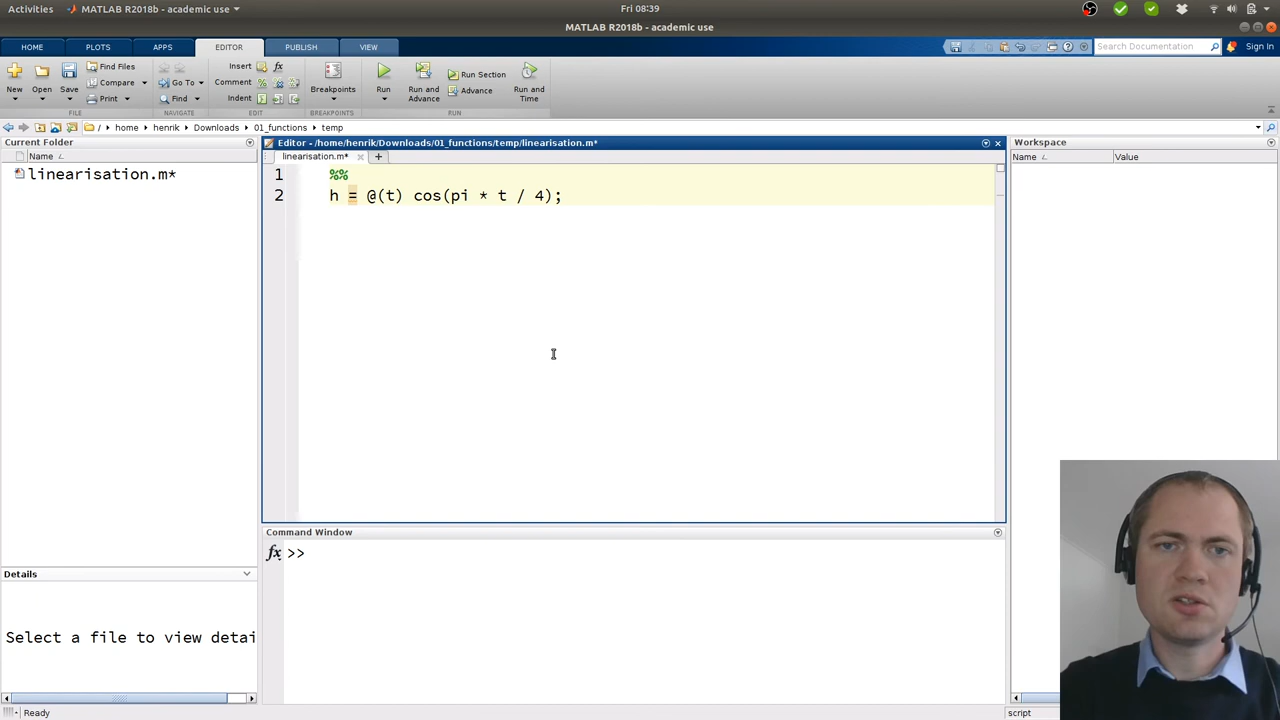 Activities
MATLAB R2018b - academic use
Fri 08:39
MATLAB R2018b - academic use
HOME
PLOTS
APPS
EDITOR
PUBLISH
VIEW
Search Documentation
Sign In
New
Open
Save
Find Files
Compare
Print
Go To
Find
Insert
Comment
Indent
Breakpoints
Run
Run and
Advance
Run Section
Advance
Run and
Time
FILE
NAVIGATE
EDIT
BREAKPOINTS
RUN
/ home henrik Downloads 01_functions temp
Current Folder
Name
linearisation.m*
Details
Select a file to view detai
Ready
Editor - /home/henrik/Downloads/01_functions/temp/linearisation.m*
linearisation.m*
1 %%
2 h = @(t) cos(pi * t / 4);
Command Window
fx >>
Workspace
Name Value
script